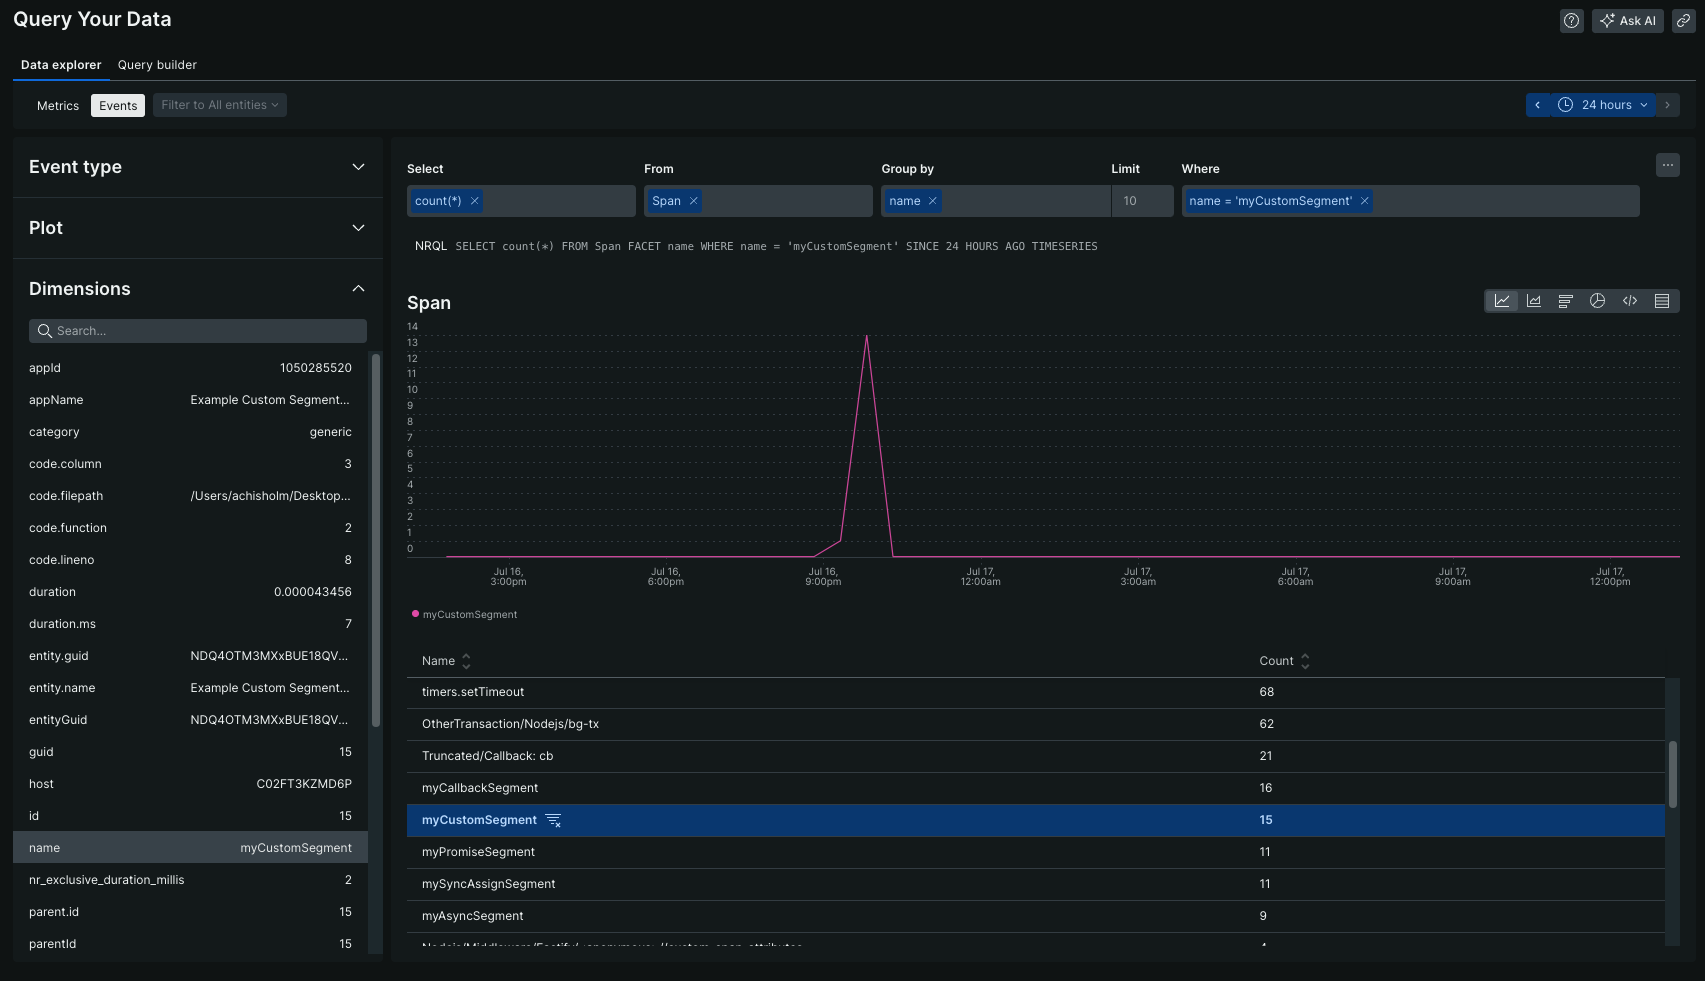 Query Your Data
Ask AI
Data explorer
Query builder
Metrics
Events
Filter to All entities
24 hours
Event type
Plot
Dimensions
Search...
appId 1050285520
appName Example Custom Segment...
category generic
code.column 3
code.filepath /Users/achisholm/Desktop...
code.function 2
code.lineno 8
duration 0.000043456
duration.ms 7
entity.guid NDQ4OTM3MXxBUE18QV...
entity.name Example Custom Segment...
entityGuid NDQ4OTM3MXxBUE18QV...
guid 15
host C02FT3KZMD6P
id 15
name myCustomSegment
nr_exclusive_duration_millis 2
parent.id 15
parentId 15
Select
From
Group by
Limit
Where
count(*)
Span
name
10
name = 'myCustomSegment'
NRQL SELECT count(*) FROM Span FACET name WHERE name = 'myCustomSegment' SINCE 24 HOURS AGO TIMESERIES
Span
14
13
12
11
10
9
8
7
6
5
4
3
2
1
0
Jul 16, 3:00pm
Jul 16, 6:00pm
Jul 16, 9:00pm
Jul 17, 12:00am
Jul 17, 3:00am
Jul 17, 6:00am
Jul 17, 9:00am
Jul 17, 12:00pm
myCustomSegment
Name Count
timers.setTimeout 68
OtherTransaction/Nodejs/bg-tx 62
Truncated/Callback: cb 21
myCallbackSegment 16
myCustomSegment 15
myPromiseSegment 11
mySyncAssignSegment 11
myAsyncSegment 9